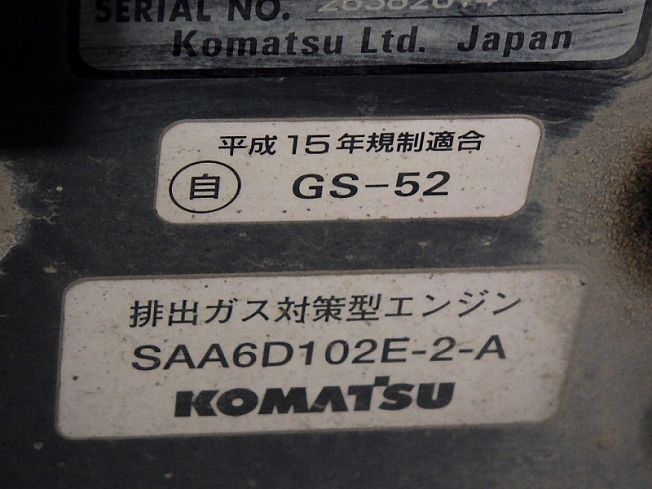 SERIAL NO.
Komatsu Ltd. Japan
平成15年規制適合
自 GS-52
排出ガス対策型エンジン
SAA6D102E-2-A
KOMATSU